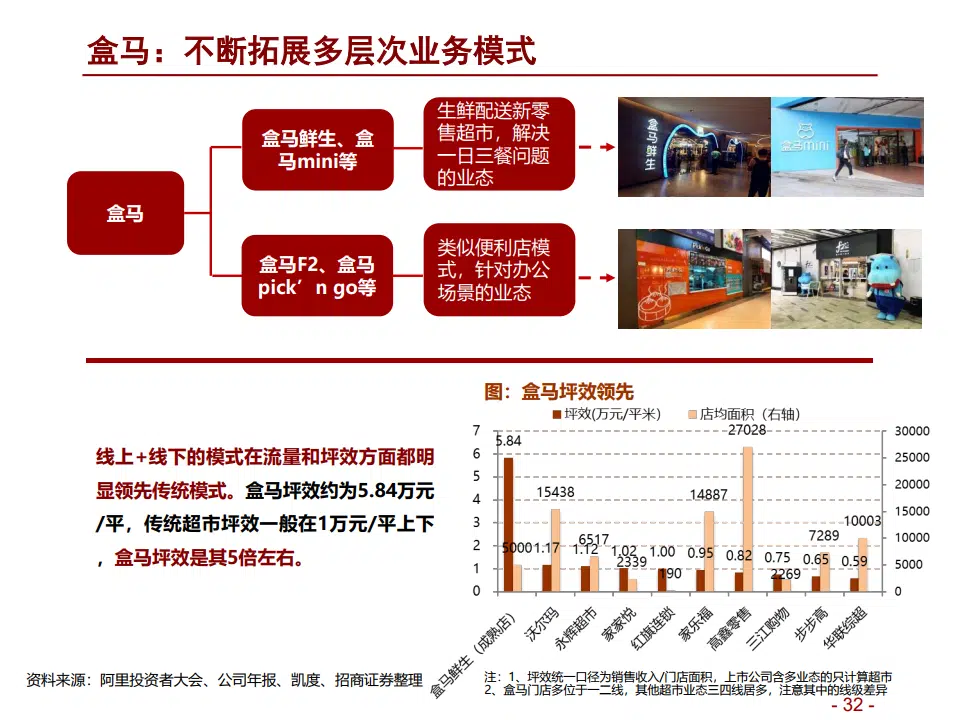 盒马：不断拓展多层次业务模式
盒马
盒马鲜生、盒
马mini等
生鲜配送新零
售超市，解决
一日三餐问题
的业态
盒马鲜生
盒马mini
盒马F2、盒马
pick’n go等
类似便利店模
式，针对办公
场景的业态
线上+线下的模式在流量和坪效方面都明
显领先传统模式。盒马坪效约为5.84万元
/平，传统超市坪效一般在1万元/平上下
，盒马坪效是其5倍左右。
图：盒马坪效领先
坪效(万元/平米) 店均面积（右轴）
7
6
5
4
3
2
1
0
30000
25000
20000
15000
10000
5000
0
5.84
5000
1.17
15438
1.12
6517
1.02
2339
1.00
190
0.95
14887
0.82
27028
0.75
2269
0.65
7289
0.59
10003
盒马鲜生（成熟店）
沃尔玛
永辉超市
家家悦
红旗连锁
家乐福
高鑫零售
三江购物
步步高
华联综超
资料来源：阿里投资者大会、公司年报、凯度、招商证券整理
注：1、坪效统一口径为销售收入/门店面积，上市公司含多业态的只计算超市
2、盒马门店多位于一二线，其他超市业态三四线居多，注意其中的线级差异
- 32 -